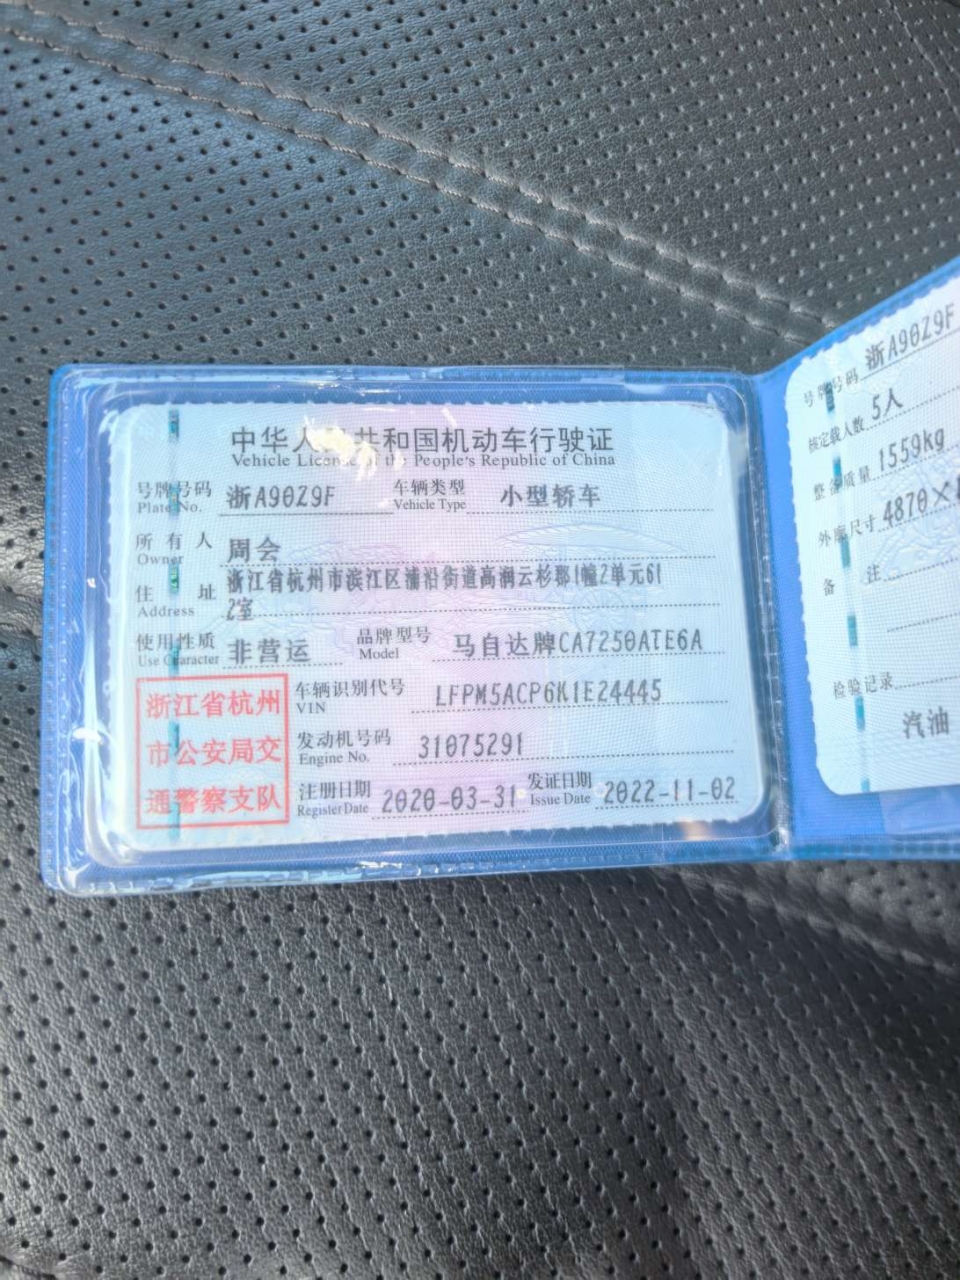 中华人民共和国机动车行驶证
Vehicle License of the People's Republic of China
号牌号码 浙A90Z9F 车辆类型 小型轿车
Plate No. Vehicle Type
所有人 周会
Owner
住址 浙江省杭州市滨江区浦沿街道高润云杉郡1幢2单元61
Address 2室
使用性质 非营运 品牌型号 马自达牌CA7250ATE6A
Use Character Model
浙江省杭州
市公安局交
通警察支队
车辆识别代号 LFPM5ACP6K1E24445
VIN
发动机号码 31075291
Engine No.
注册日期 2020-03-31 发证日期 2022-11-02
Register Date Issue Date
号牌号码 浙A90Z9F
核定载人数 5人
整备质量 1559kg
外廓尺寸 4870×
备注
检验记录
汽油